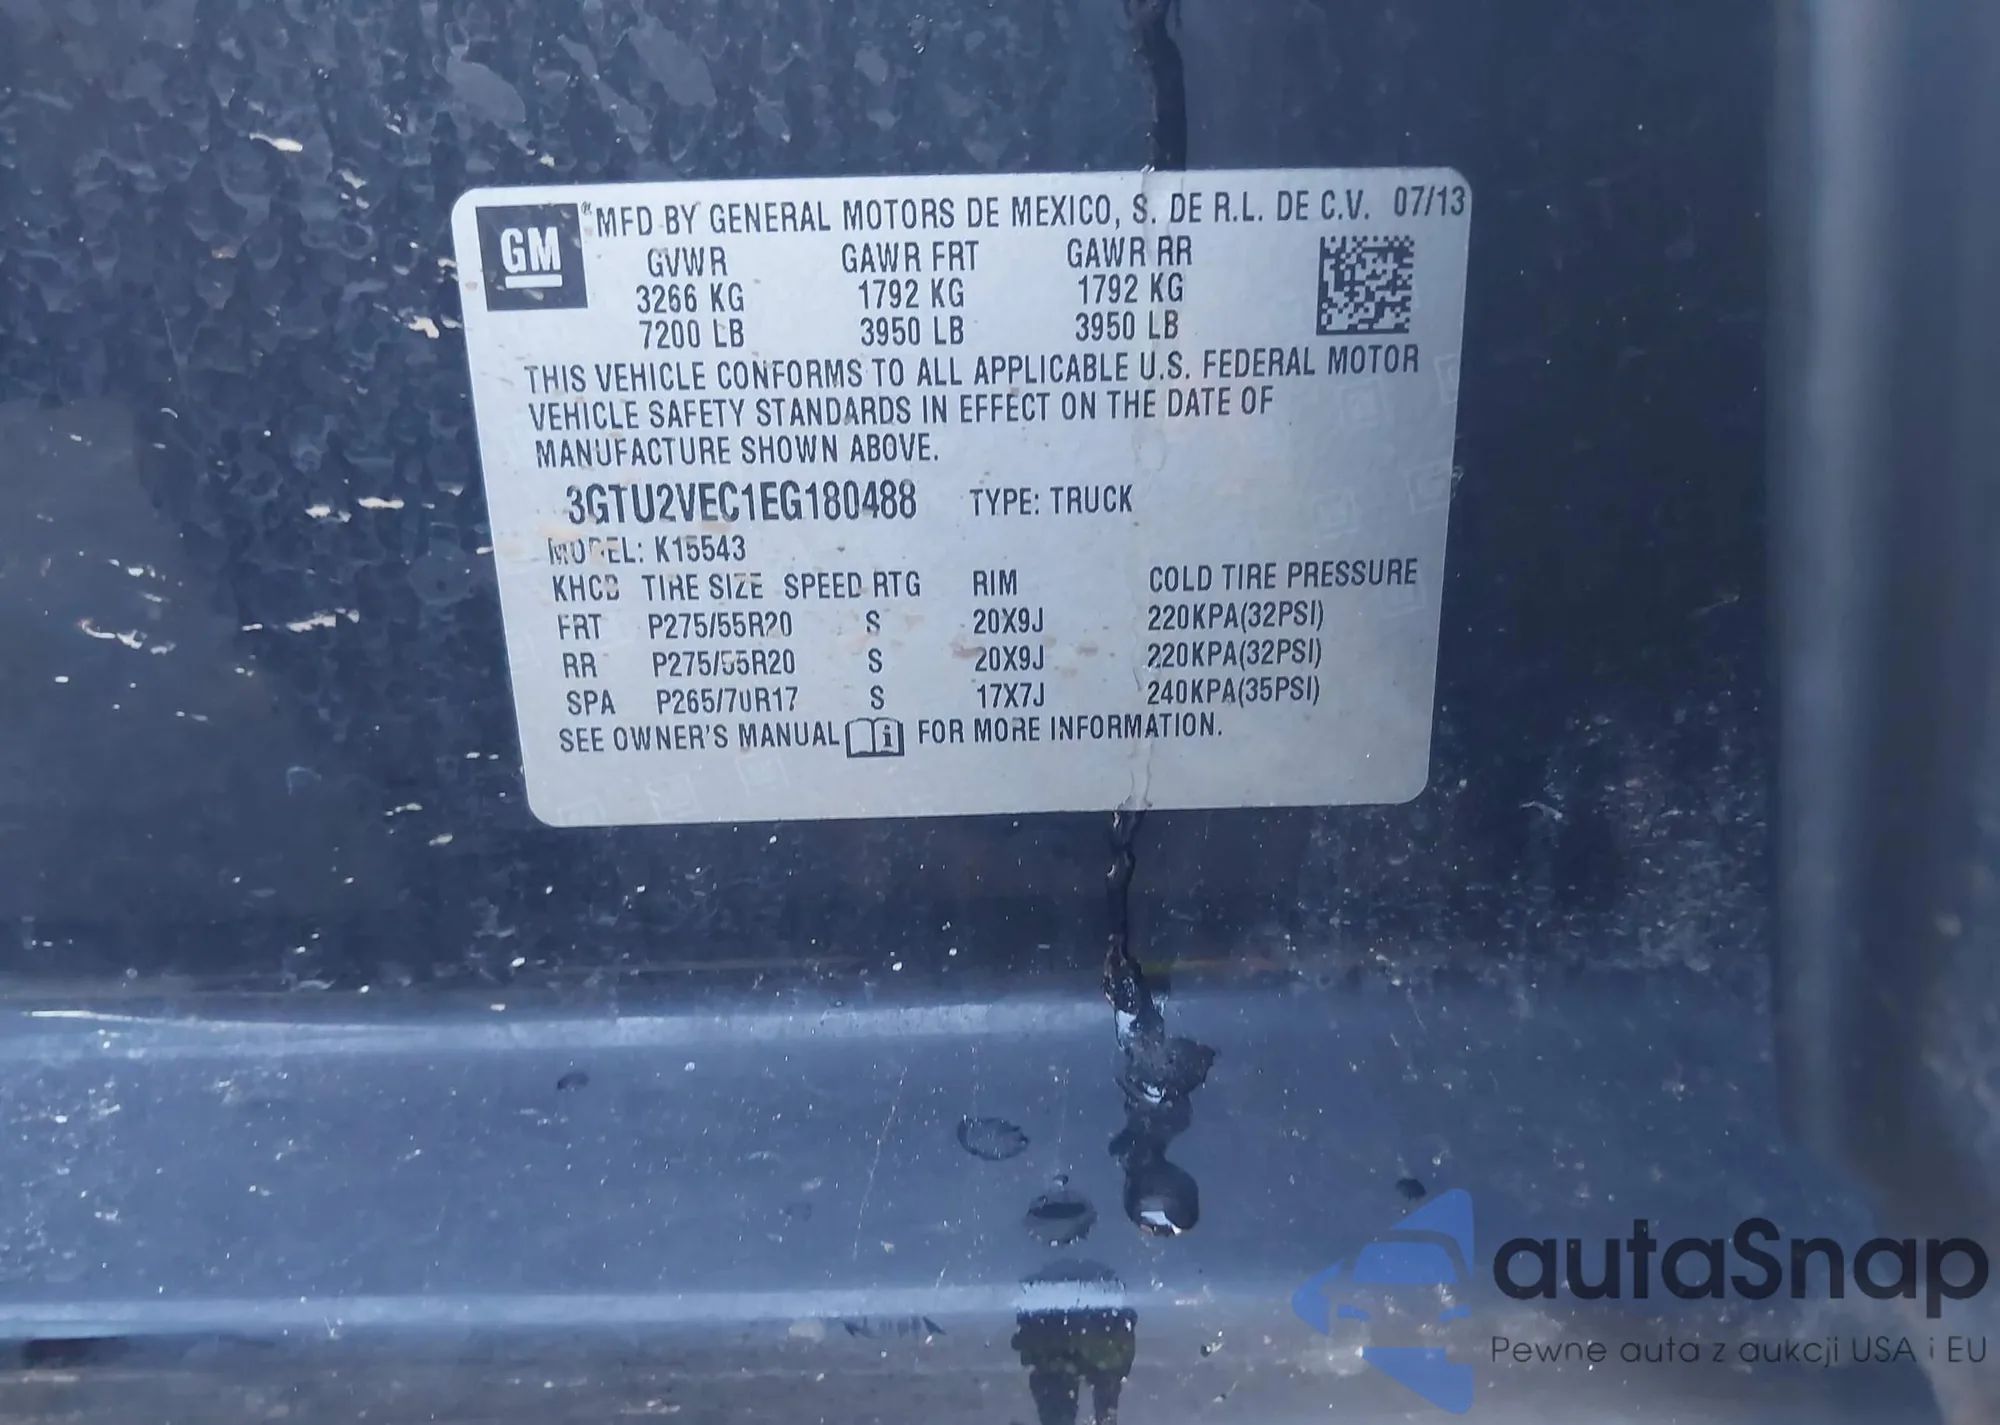 GM
® MFD BY GENERAL MOTORS DE MEXICO, S. DE R.L. DE C.V. 07/13
GVWR GAWR FRT GAWR RR
3266 KG 1792 KG 1792 KG
7200 LB 3950 LB 3950 LB
THIS VEHICLE CONFORMS TO ALL APPLICABLE U.S. FEDERAL MOTOR
VEHICLE SAFETY STANDARDS IN EFFECT ON THE DATE OF
MANUFACTURE SHOWN ABOVE.
3GTU2VEC1EG180488 TYPE: TRUCK
MODEL: K15543
KHCB TIRE SIZE SPEED RTG RIM COLD TIRE PRESSURE
FRT P275/55R20 S 20X9J 220KPA(32PSI)
RR P275/55R20 S 20X9J 220KPA(32PSI)
SPA P265/70R17 S 17X7J 240KPA(35PSI)
SEE OWNER'S MANUAL i FOR MORE INFORMATION.
autaSnap
Pewne auta z aukcji USA i EU